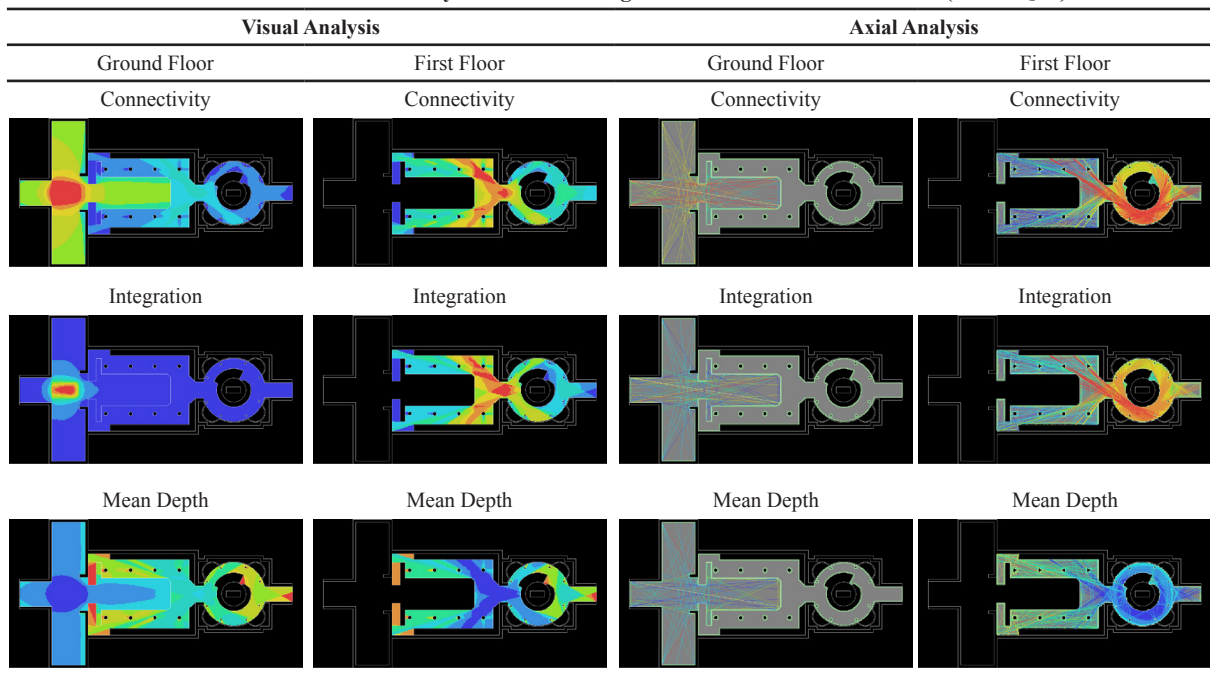 Visual Analysis Axial Analysis
Ground Floor First Floor Ground Floor First Floor
Connectivity Connectivity Connectivity Connectivity
Integration Integration Integration Integration
Mean Depth Mean Depth Mean Depth Mean Depth